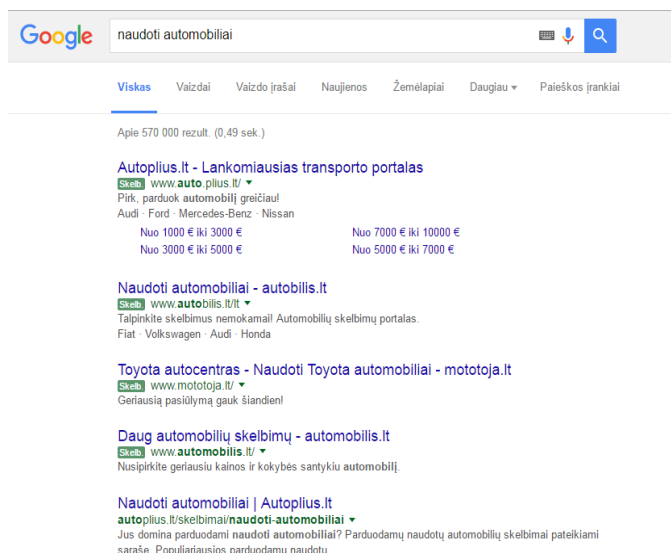 Google
naudoti automobiliai
Viskas Vaizdai Vaizdo įrašai Naujienos Žemėlapiai Daugiau Paieškos įrankiai
Apie 570 000 rezult. (0,49 sek.)
Autoplius.lt - Lankomiausias transporto portalas
Skelb. www.auto.plius.lt/
Pirk, parduok automobilį greičiau!
Audi · Ford · Mercedes-Benz · Nissan
Nuo 1000 € iki 3000 € Nuo 7000 € iki 10000 €
Nuo 3000 € iki 5000 € Nuo 5000 € iki 7000 €
Naudoti automobiliai - autobilis.lt
Skelb. www.autobilis.lt/lt
Talpinkite skelbimus nemokamai! Automobilių skelbimų portalas.
Fiat · Volkswagen · Audi · Honda
Toyota autocentras - Naudoti Toyota automobiliai - mototoja.lt
Skelb. www.mototoja.lt/
Geriausią pasiūlymą gauk šiandien!
Daug automobilių skelbimų - automobilis.lt
Skelb. www.automobilis.lt/
Nusipirkite geriausiu kainos ir kokybės santykiu automobilį.
Naudoti automobiliai | Autoplius.lt
autoplius.lt/skelbimai/naudoti-automobiliai
Jus domina parduodami naudoti automobiliai? Parduodamų naudotų automobilių skelbimai pateikiami
sąraše. Populiariausios parduodamų naudotų